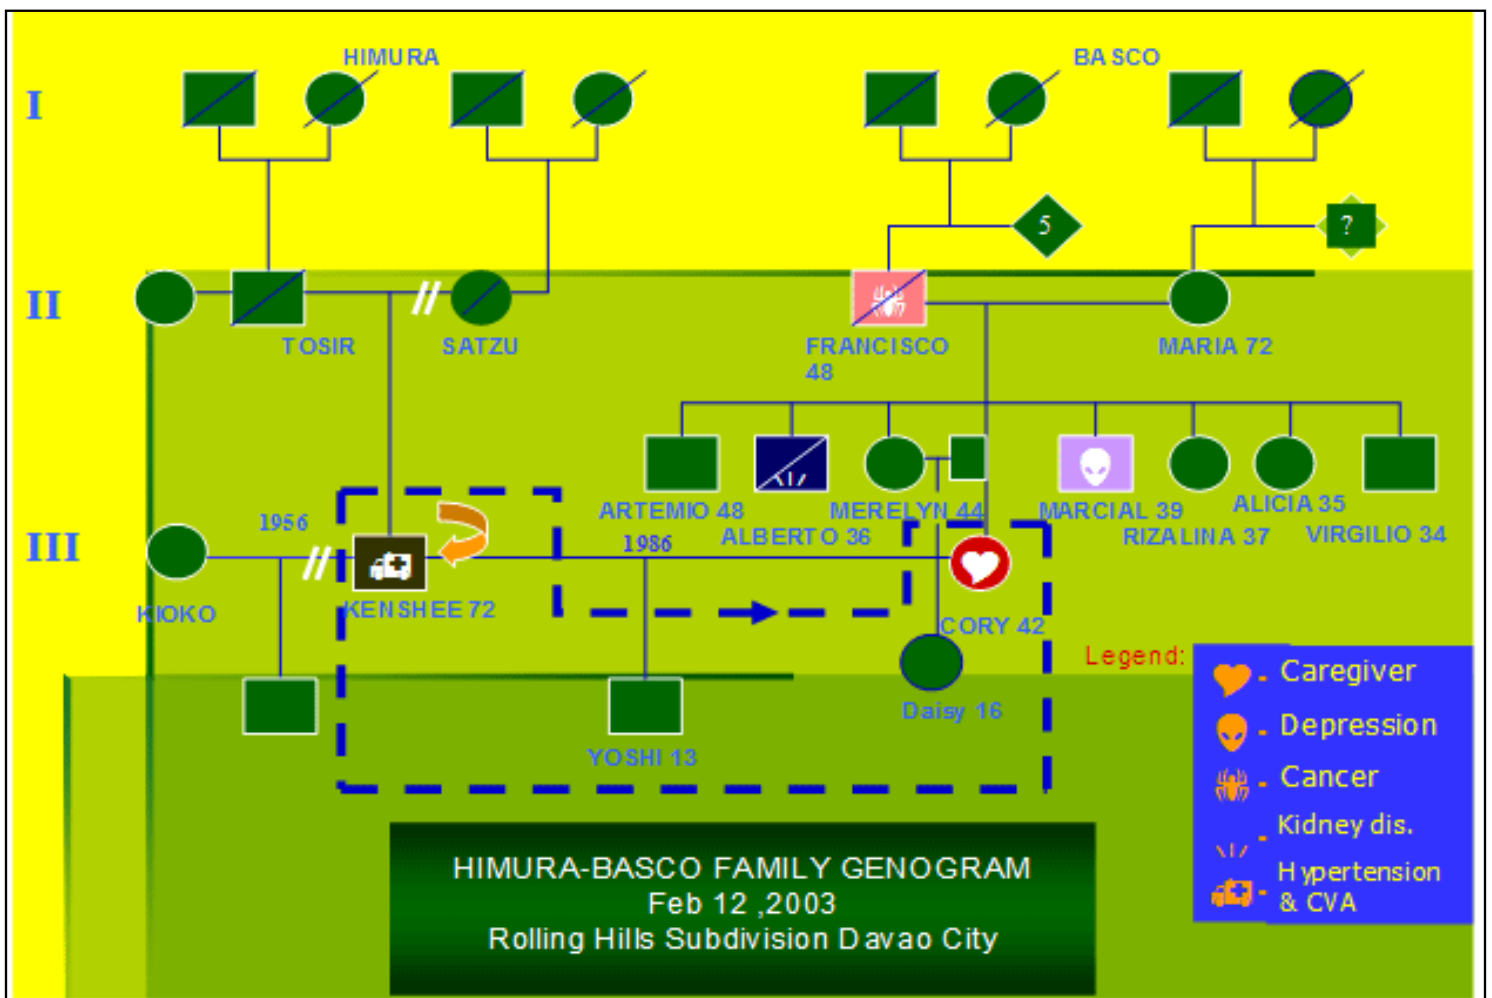 HIMURA
BASCO
I
5
?
II
TOSIR
SATZU
FRANCISCO
48
MARIA 72
ARTEMIO 48
MERELYN 44
MARCIAL 39
ALICIA 35
1956
ALBERTO 36
RIZALINA 37
VIRGILIO 34
III
1986
KIOKO
KENSHEE 72
CORY 42
Legend:
Caregiver
Daisy 16
- Depression
YOSHI 13
- Cancer
- Kidney dis.
- Hypertension
& CVA
HIMURA-BASCO FAMILY GENOGRAM
Feb 12 ,2003
Rolling Hills Subdivision Davao City